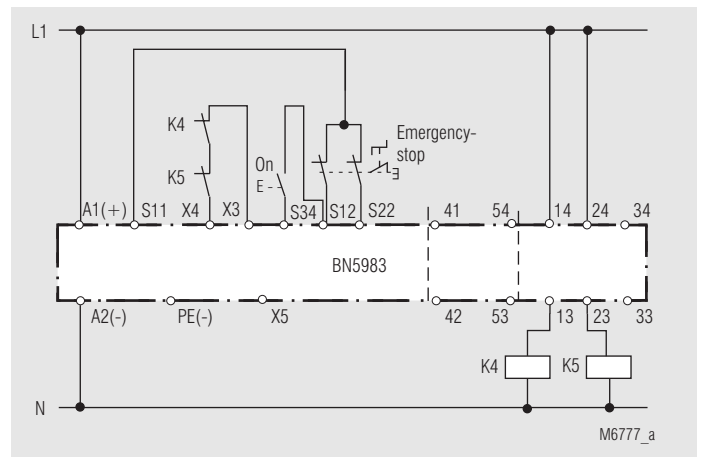 L1
K4
Emergency-
stop
K5
On
E
A1(+) S11 X4 X3 S34 S12 S22 41 54 14 24 34
BN5983
A2(-) PE(-) X5 42 53 13 23 33
K4 K5
N
M6777_a